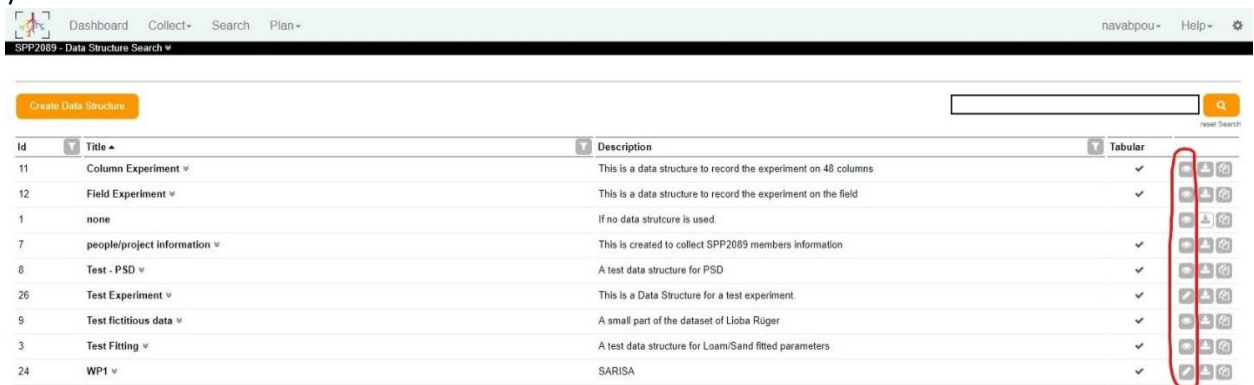 Dashboard Collect Search Plan navabpou Help
SPP2089 - Data Structure Search
Create Data Structure
reset Search
Id Title Description Tabular
11 Column Experiment This is a data structure to record the experiment on 48 columns
12 Field Experiment This is a data structure to record the experiment on the field
1 none If no data strutcure is used.
7 people/project information This is created to collect SPP2089 members information
8 Test - PSD A test data structure for PSD
26 Test Experiment This is a Data Structure for a test experiment.
9 Test fictitious data A small part of the dataset of Lioba Rüger
3 Test Fitting A test data structure for Loam/Sand fitted parameters
24 WP1 SARISA